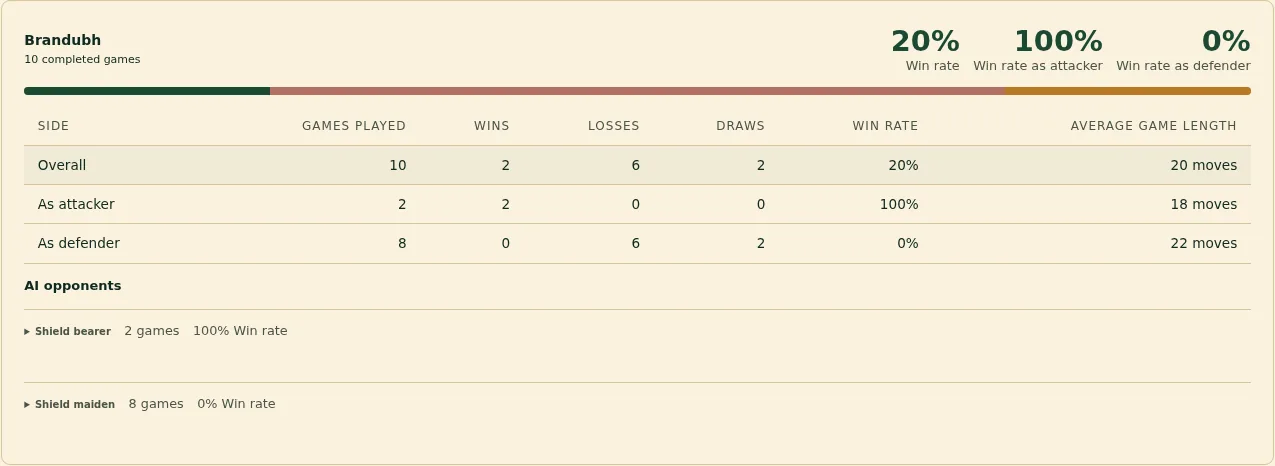 Brandubh
10 completed games
20% 100% 0%
Win rate Win rate as attacker Win rate as defender
SIDE GAMES PLAYED WINS LOSSES DRAWS WIN RATE AVERAGE GAME LENGTH
Overall 10 2 6 2 20% 20 moves
As attacker 2 2 0 0 100% 18 moves
As defender 8 0 6 2 0% 22 moves
AI opponents
Shield bearer 2 games 100% Win rate
Shield maiden 8 games 0% Win rate